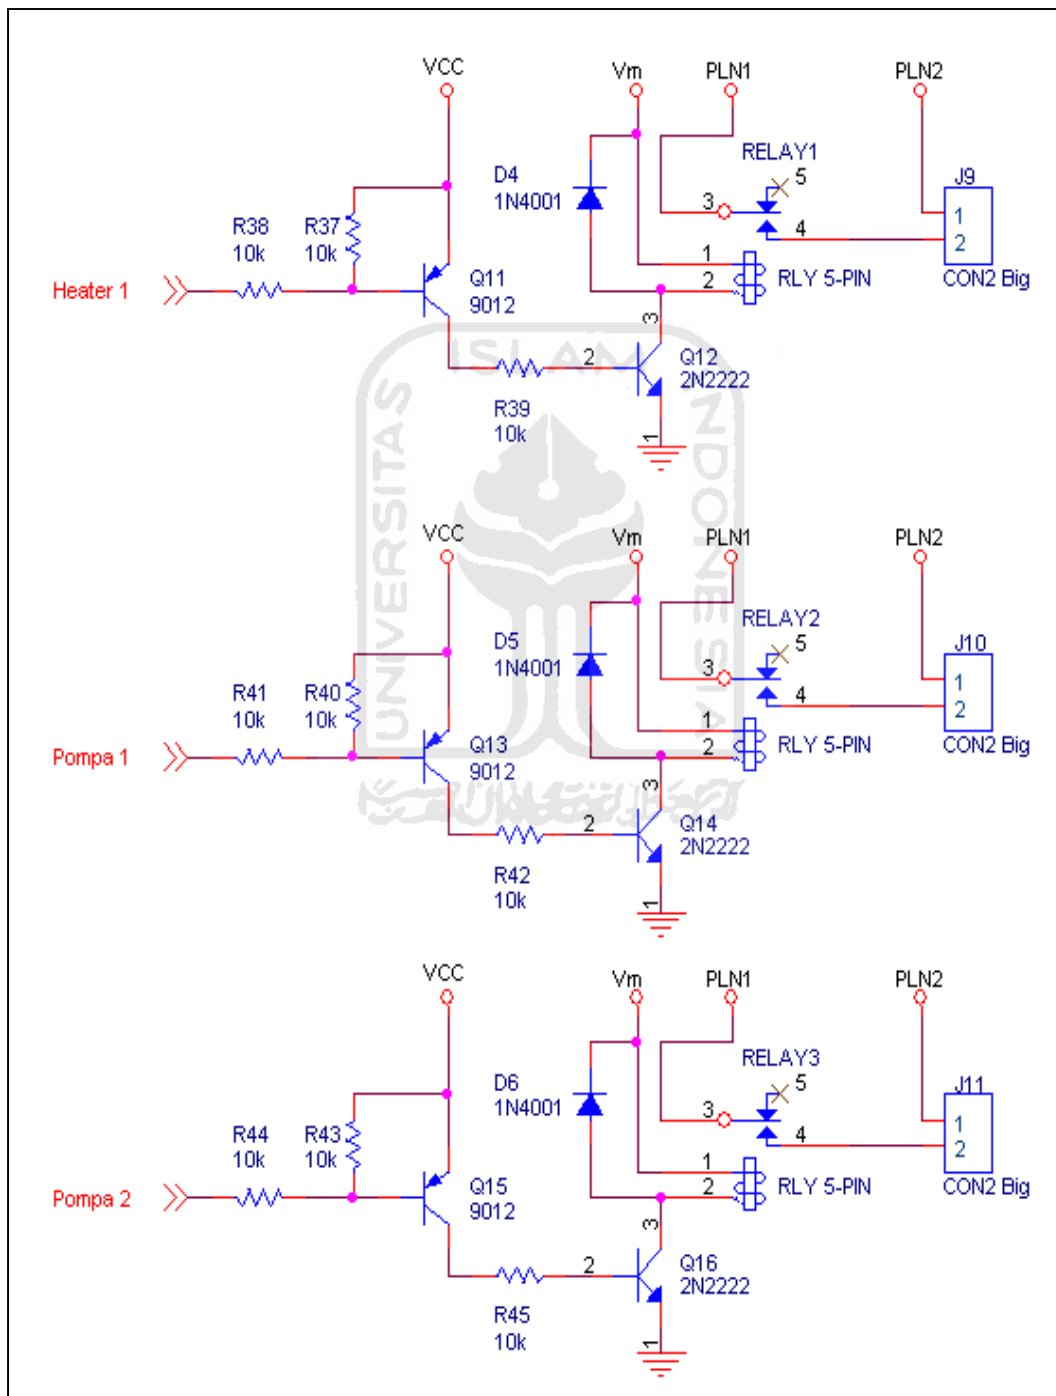 VCC
Vm
PLN1
PLN2
RELAY1
5
D4
1N4001
J9
3
1
R38
R37
4
2
10k
10k
1
Q11
RLY 5-PIN
CON2 Big
Heater 1
2
9012
3
2
Q12
2N2222
R39
10k
1
VCC
Vm
PLN1
PLN2
RELAY2
5
D5
1N4001
J10
3
1
R41
R40
4
2
10k
10k
1
Q13
RLY 5-PIN
CON2 Big
Pompa 1
2
9012
3
2
Q14
2N2222
R42
10k
1
VCC
Vm
PLN1
PLN2
RELAY3
5
D6
1N4001
J11
3
1
R44
R43
4
2
10k
10k
1
Q15
RLY 5-PIN
CON2 Big
Pompa 2
2
9012
3
2
Q16
2N2222
R45
10k
1
UNIVERSITAS
ISLAM
INDONESIA